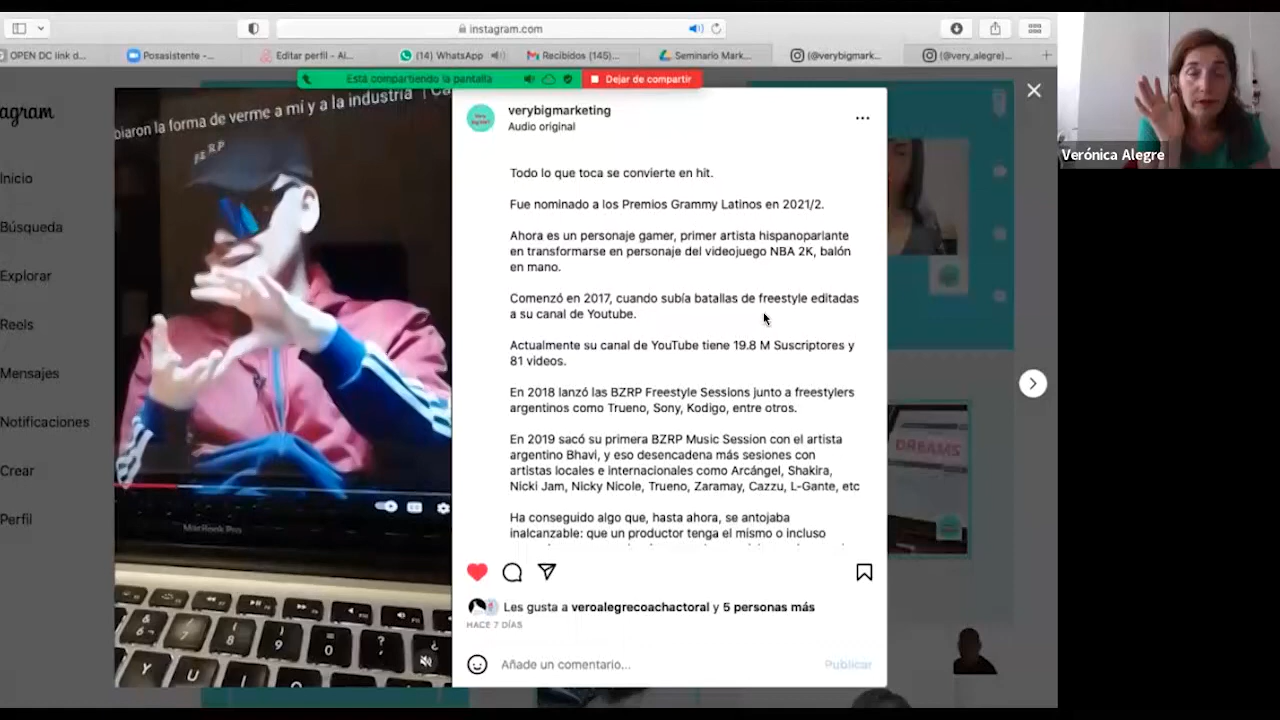 instagram.com
OPEN DC link d...
Posasistente -...
Editar perfil - Al...
(14) WhatsApp
Recibidos (145)...
Seminario Mark...
(@verybigmark...
(@very_alegre)...
Está compartiendo la pantalla
Dejar de compartir
Verónica Alegre
agram
Inicio
Búsqueda
Explorar
Reels
Mensajes
Notificaciones
Crear
Perfil
biaron la forma de verme a mí y a la industria
BZRP
MacBook Pro
verybigmarketing
Audio original
Todo lo que toca se convierte en hit.
Fue nominado a los Premios Grammy Latinos en 2021/2.
Ahora es un personaje gamer, primer artista hispanoparlante
en transformarse en personaje del videojuego NBA 2K, balón
en mano.
Comenzó en 2017, cuando subía batallas de freestyle editadas
a su canal de Youtube.
Actualmente su canal de YouTube tiene 19.8 M Suscriptores y
81 videos.
En 2018 lanzó las BZRP Freestyle Sessions junto a freestylers
argentinos como Trueno, Sony, Kodigo, entre otros.
En 2019 sacó su primera BZRP Music Session con el artista
argentino Bhavi, y eso desencadena más sesiones con
artistas locales e internacionales como Arcángel, Shakira,
Nicki Jam, Nicky Nicole, Trueno, Zaramay, Cazzu, L-Gante, etc
Ha conseguido algo que, hasta ahora, se antojaba
inalcanzable: que un productor tenga el mismo o incluso
Les gusta a veroalegrecoachactoral y 5 personas más
HACE 7 DÍAS
Añade un comentario...
Publicar
DREAMS